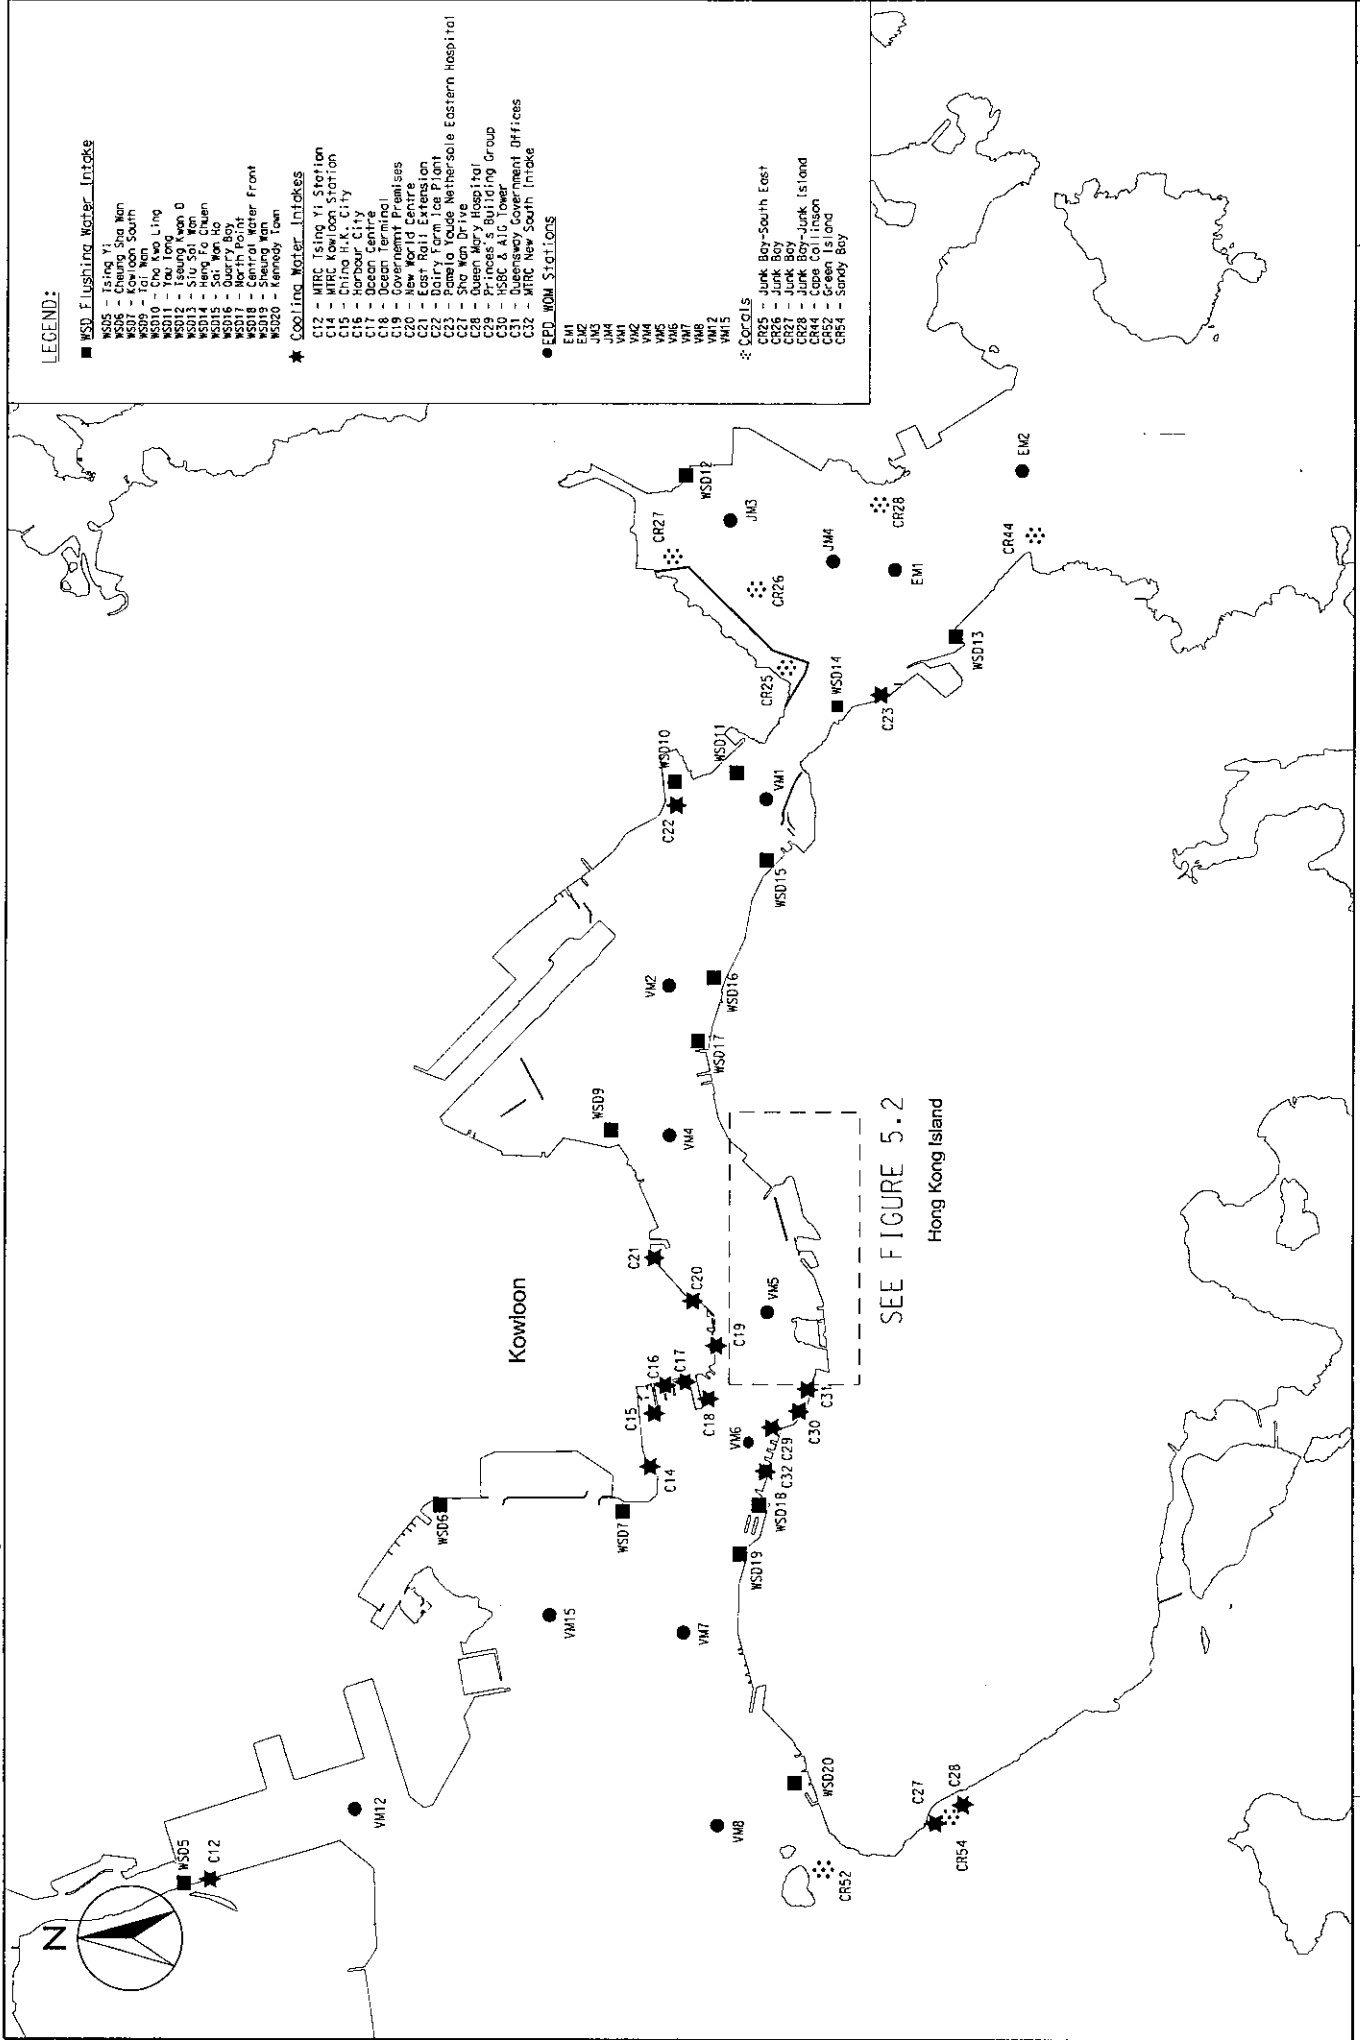 LEGEND:
WSD Flushing Water Intake
WSD5 - Tsing Yi
WSD6 - Cheung Sha Wan
WSD7 - Kowloon South
WSD9 - Tai Wan
WSD10 - Cha Kwo Ling
WSD11 - Yau Tong
WSD12 - Tseung Kwan O
WSD13 - Siu Sai Wan
WSD14 - Heng Fa Chuen
WSD15 - Sai Wan Ho
WSD16 - Quarry Bay
WSD17 - North Point
WSD18 - Central Water Front
WSD19 - Sheung Wan
WSD20 - Kennedy Town
Cooling Water Intakes
C12 - MTRC Tsing Yi Station
C14 - MTRC Kowloon Station
C15 - China H.K. City
C16 - Harbour City
C17 - Ocean Centre
C18 - Ocean Terminal
C19 - Governemnt Premises
C20 - New World Centre
C21 - East Rail Extension
C22 - Dairy Farm Ice Plant
C23 - Pamela Youde Nethersole Eastern Hospital
C27 - Sha Wan Drive
C28 - Queen Mary Hospital
C29 - Princes's Building Group
C30 - HSBC & AIG Tower
C31 - Queensway Government Offices
C32 - MTRC New South Intake
EPD WQM Stations
EM1
EM2
JM3
JM4
VM1
VM2
VM4
VM5
VM6
VM7
VM8
VM12
VM15
Corals
CR25 - Junk Bay-South East
CR26 - Junk Bay
CR27 - Junk Bay
CR28 - Junk Bay-Junk Island
CR44 - Cape Collinson
CR52 - Green Island
CR54 - Sandy Bay
N
WSD5
C12
VM12
WSD6
VM15
WSD7
VM7
C14
C15
C16
C17
C18
C19
C20
C21
Kowloon
WSD9
VM4
VM2
WSD17
WSD16
WSD15
C22
WSD10
WSD11
VM1
CR25
CR26
CR27
WSD12
JM3
JM4
CR28
EM1
EM2
CR44
WSD13
WSD14
C23
VM5
SEE FIGURE 5.2
Hong Kong Island
C31
C30
C29
C32
VM6
WSD18
WSD19
WSD20
VM8
CR52
C27
C28
CR54